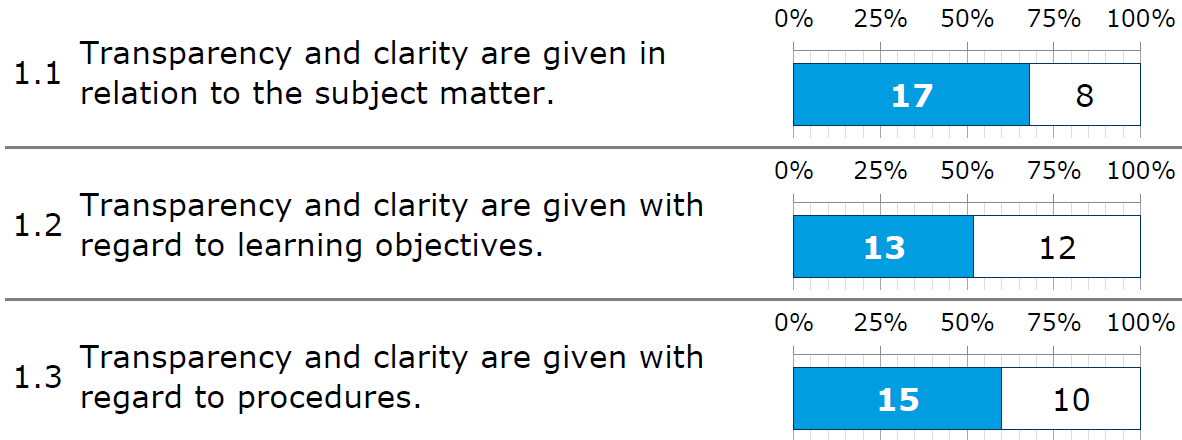 0% 25% 50% 75% 100%
1.1 Transparency and clarity are given in
relation to the subject matter.
17 8
0% 25% 50% 75% 100%
1.2 Transparency and clarity are given with
regard to learning objectives.
13 12
0% 25% 50% 75% 100%
1.3 Transparency and clarity are given with
regard to procedures.
15 10